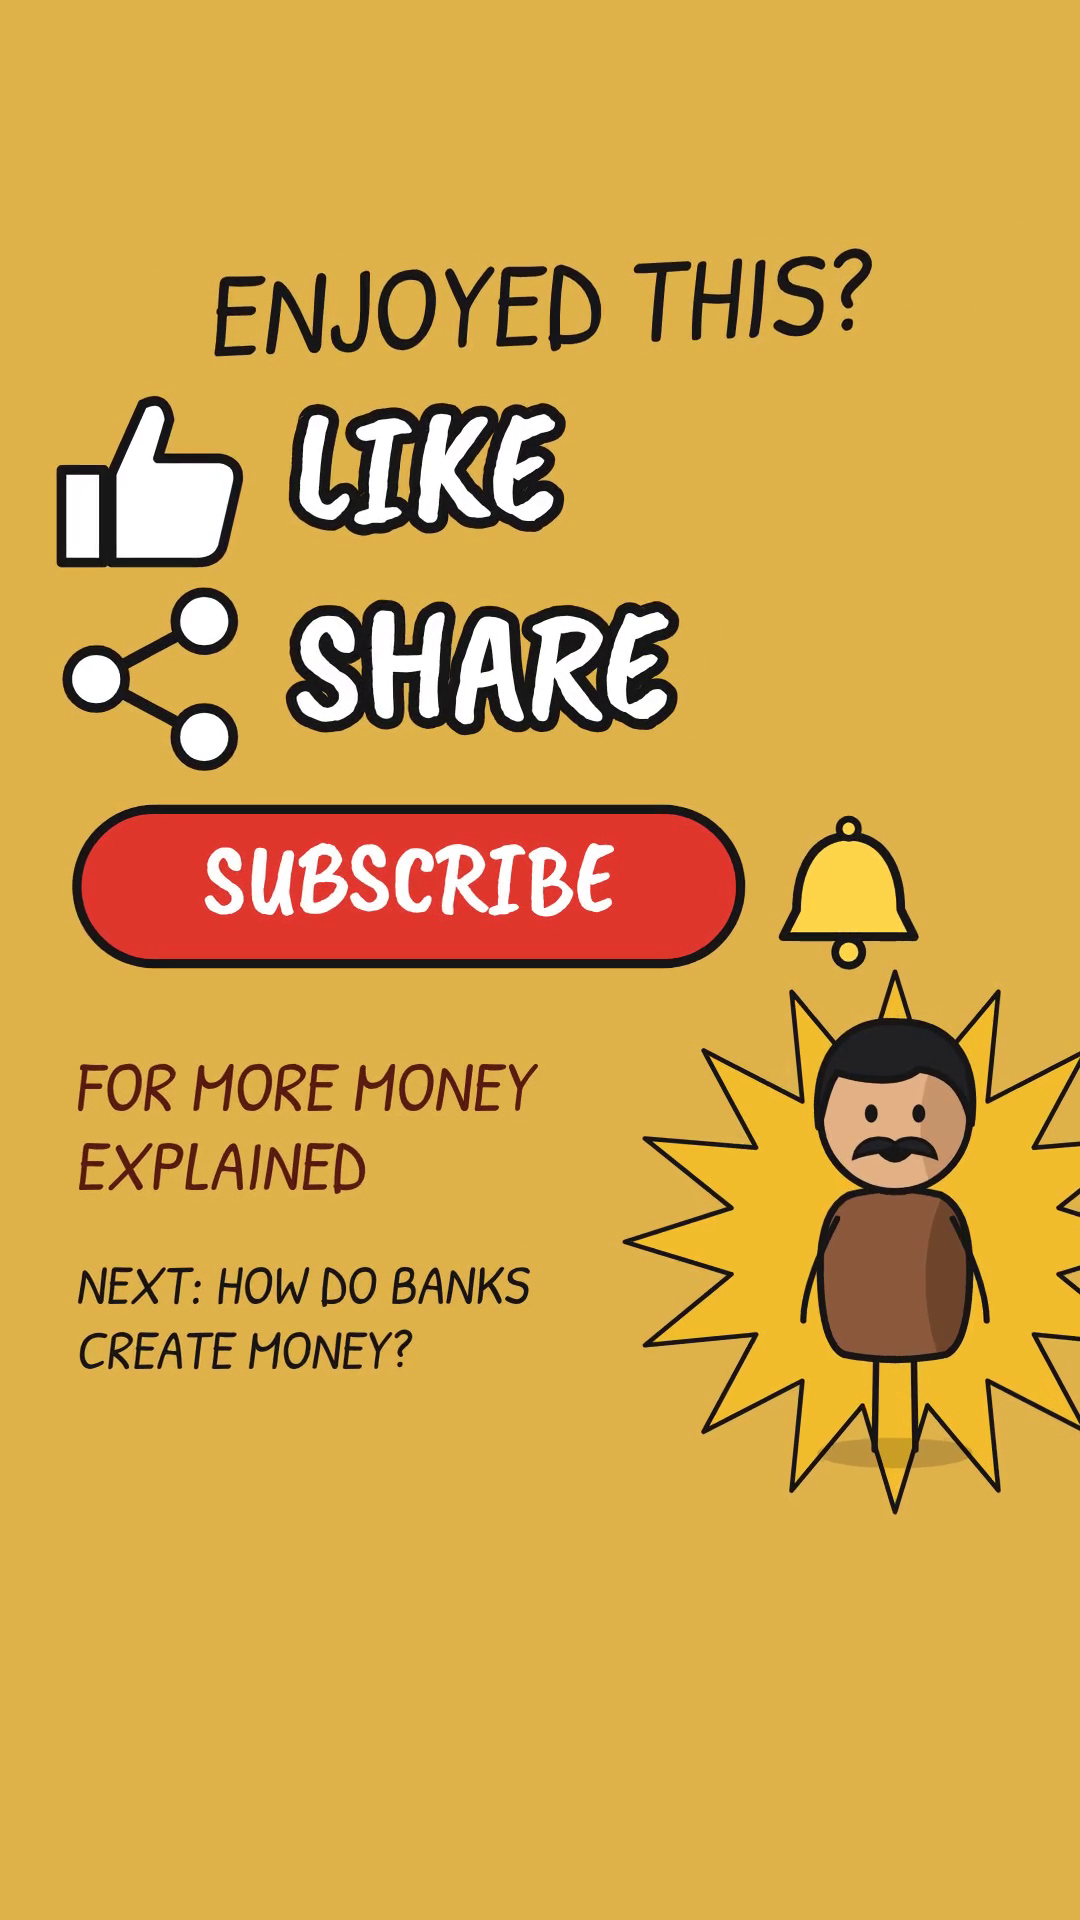 ENJOYED THIS?
LIKE
SHARE
SUBSCRIBE
FOR MORE MONEY
EXPLAINED
NEXT: HOW DO BANKS
CREATE MONEY?